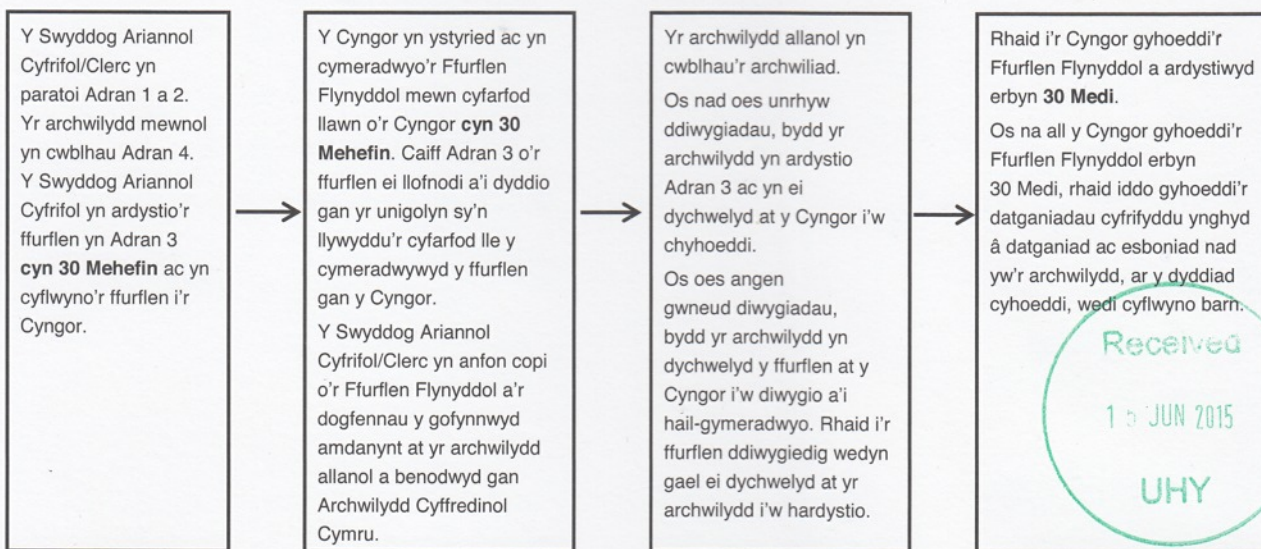 Y Swyddog Ariannol
Cyfrifol/Clerc yn
paratoi Adran 1 a 2.
Yr archwilydd mewnol
yn cwblhau Adran 4.
Y Swyddog Ariannol
Cyfrifol yn ardystio'r
ffurflen yn Adran 3
cyn 30 Mehefin ac yn
cyflwyno'r ffurflen i'r
Cyngor.
Y Cyngor yn ystyried ac yn
cymeradwyo'r Ffurflen
Flynyddol mewn cyfarfod
llawn o'r Cyngor cyn 30
Mehefin. Caiff Adran 3 o'r
ffurflen ei llofnodi a'i dyddio
gan yr unigolyn sy'n
llywyddu'r cyfarfod lle y
cymeradwywyd y ffurflen
gan y Cyngor.
Y Swyddog Ariannol
Cyfrifol/Clerc yn anfon copi
o'r Ffurflen Flynyddol a'r
dogfennau y gofynnwyd
amdanynt at yr archwilydd
allanol a benodwyd gan
Archwilydd Cyffredinol
Cymru.
Yr archwilydd allanol yn
cwblhau'r archwiliad.
Os nad oes unrhyw
ddiwygiadau, bydd yr
archwilydd yn ardystio
Adran 3 ac yn ei
dychwelyd at y Cyngor i'w
chyhoeddi.
Os oes angen
gwneud diwygiadau,
bydd yr archwilydd yn
dychwelyd y ffurflen at y
Cyngor i'w diwygio a'i
hail-gymeradwyo. Rhaid i'r
ffurflen ddiwygiedig wedyn
gael ei dychwelyd at yr
archwilydd i'w hardystio.
Rhaid i'r Cyngor gyhoeddi'r
Ffurflen Flynyddol a ardystiwyd
erbyn 30 Medi.
Os na all y Cyngor gyhoeddi'r
Ffurflen Flynyddol erbyn
30 Medi, rhaid iddo gyhoeddi'r
datganiadau cyfrifyddu ynghyd
â datganiad ac esboniad nad
yw'r archwilydd, ar y dyddiad
cyhoeddi, wedi cyflwyno barn.
Received
JUN 2015
UHY